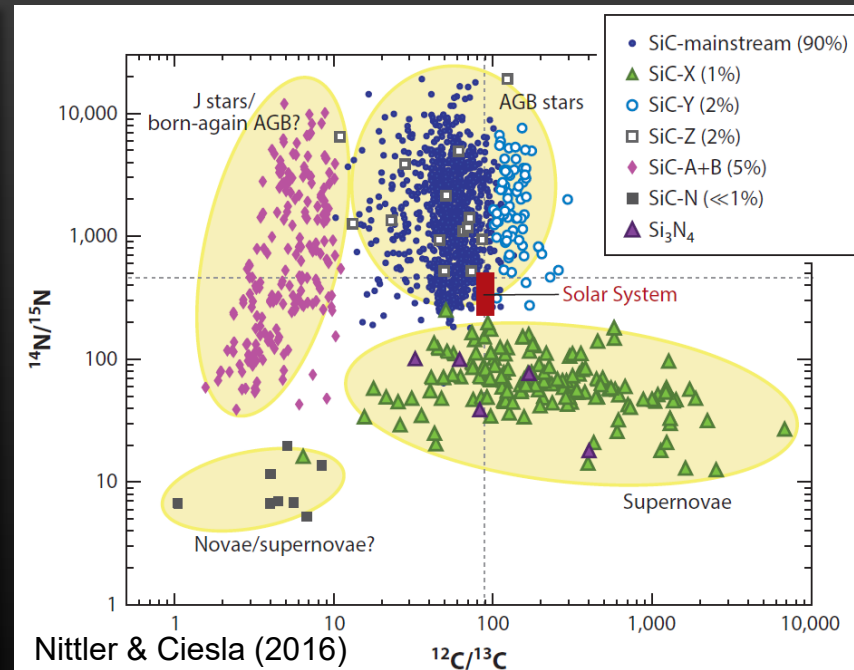 SiC-mainstream (90%)
SiC-X (1%)
SiC-Y (2%)
SiC-Z (2%)
SiC-A+B (5%)
SiC-N (≪1%)
Si₃N₄
J stars/
born-again AGB?
AGB stars
Solar System
Supernovae
Novae/supernovae?
¹⁴N/¹⁵N
10,000
1,000
100
10
1
1
10
100
1,000
10,000
¹²C/¹³C
Nittler & Ciesla (2016)